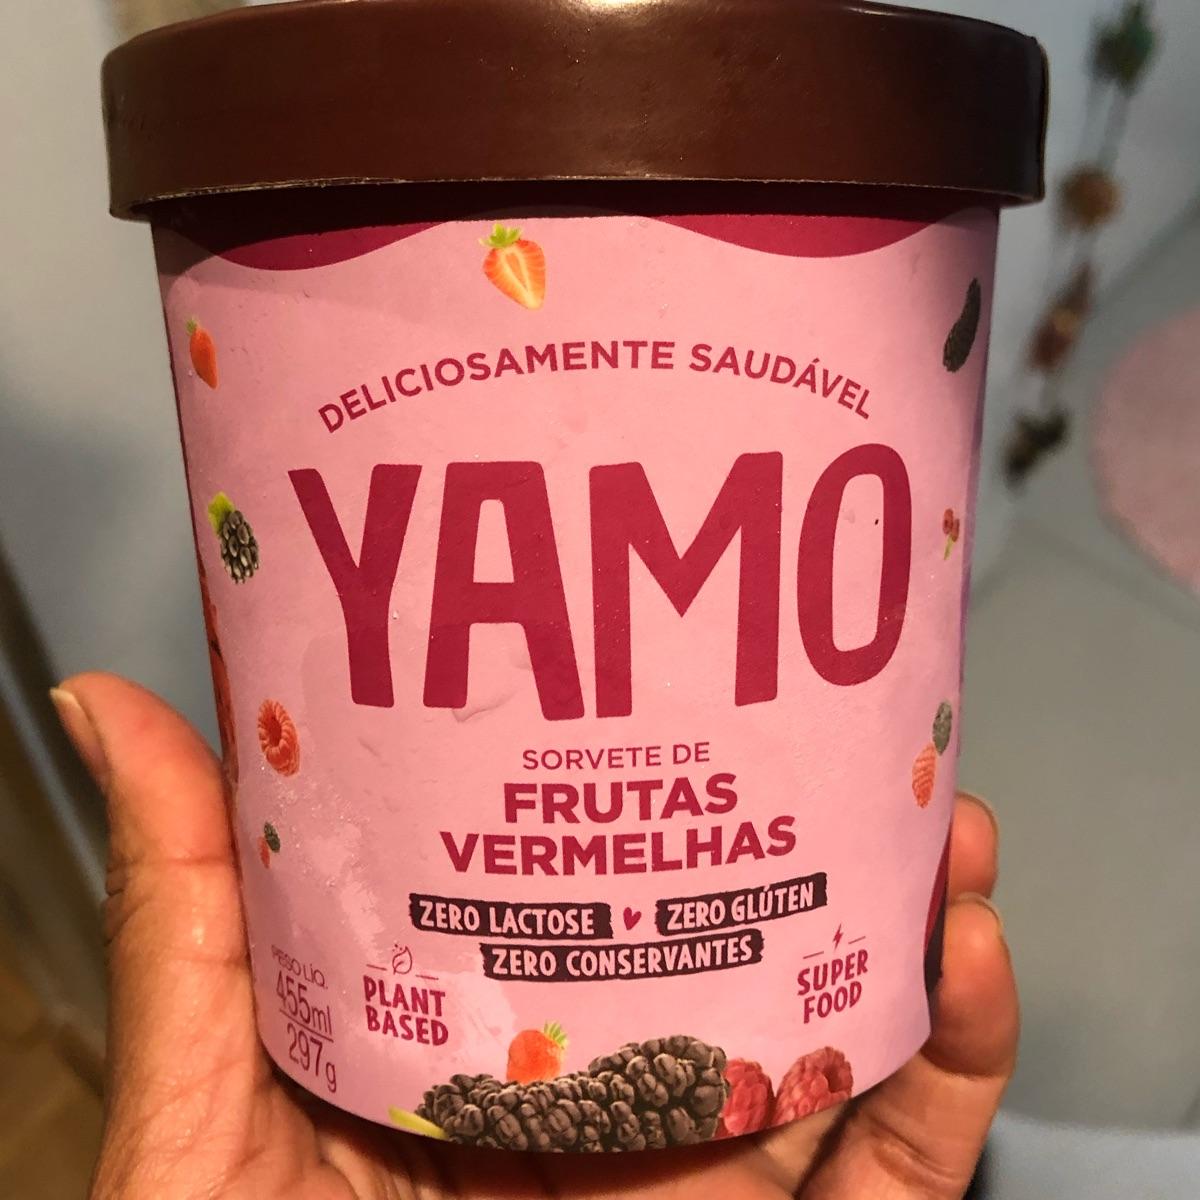 DELICIOSAMENTE SAUDÁVEL
YAMO
SORVETE DE
FRUTAS
VERMELHAS
ZERO LACTOSE ZERO GLÚTEN
ZERO CONSERVANTES
PESO LÍQ.
455ml
297g
PLANT
BASED
SUPER
FOOD